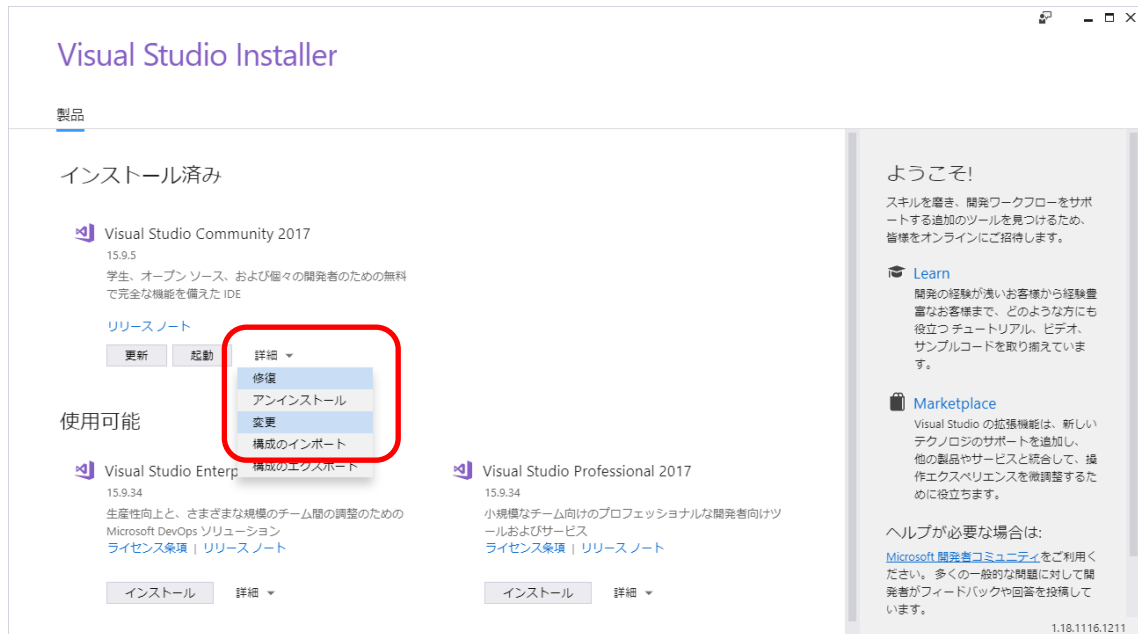 Visual Studio Installer
製品
インストール済み
Visual Studio Community 2017
15.9.5
学生、オープン ソース、および個々の開発者のための無料
で完全な機能を備えた IDE
リリース ノート
更新
起動
詳細
修復
アンインストール
変更
構成のインポート
構成のエクスポート
使用可能
Visual Studio Enterp
15.9.34
生産性向上と、さまざまな規模のチーム間の調整のための
Microsoft DevOps ソリューション
ライセンス条項 | リリース ノート
インストール
詳細
Visual Studio Professional 2017
15.9.34
小規模なチーム向けのプロフェッショナルな開発者向けツ
ールおよびサービス
ライセンス条項 | リリース ノート
インストール
詳細
ようこそ!
スキルを磨き、開発ワークフローをサポ
ートする追加のツールを見つけるため、
皆様をオンラインにご招待します。
Learn
開発の経験が浅いお客様から経験豊
富なお客様まで、どのような方にも
役立つ チュートリアル、ビデオ、
サンプルコードを取り揃えていま
す。
Marketplace
Visual Studio の拡張機能は、新しい
テクノロジのサポートを追加し、
他の製品やサービスと統合して、操
作エクスペリエンスを微調整するた
めに役立ちます。
ヘルプが必要な場合は:
Microsoft 開発者コミュニティをご利用く
ださい。 多くの一般的な問題に対して開
発者がフィードバックや回答を投稿して
います。
1.18.1116.1211